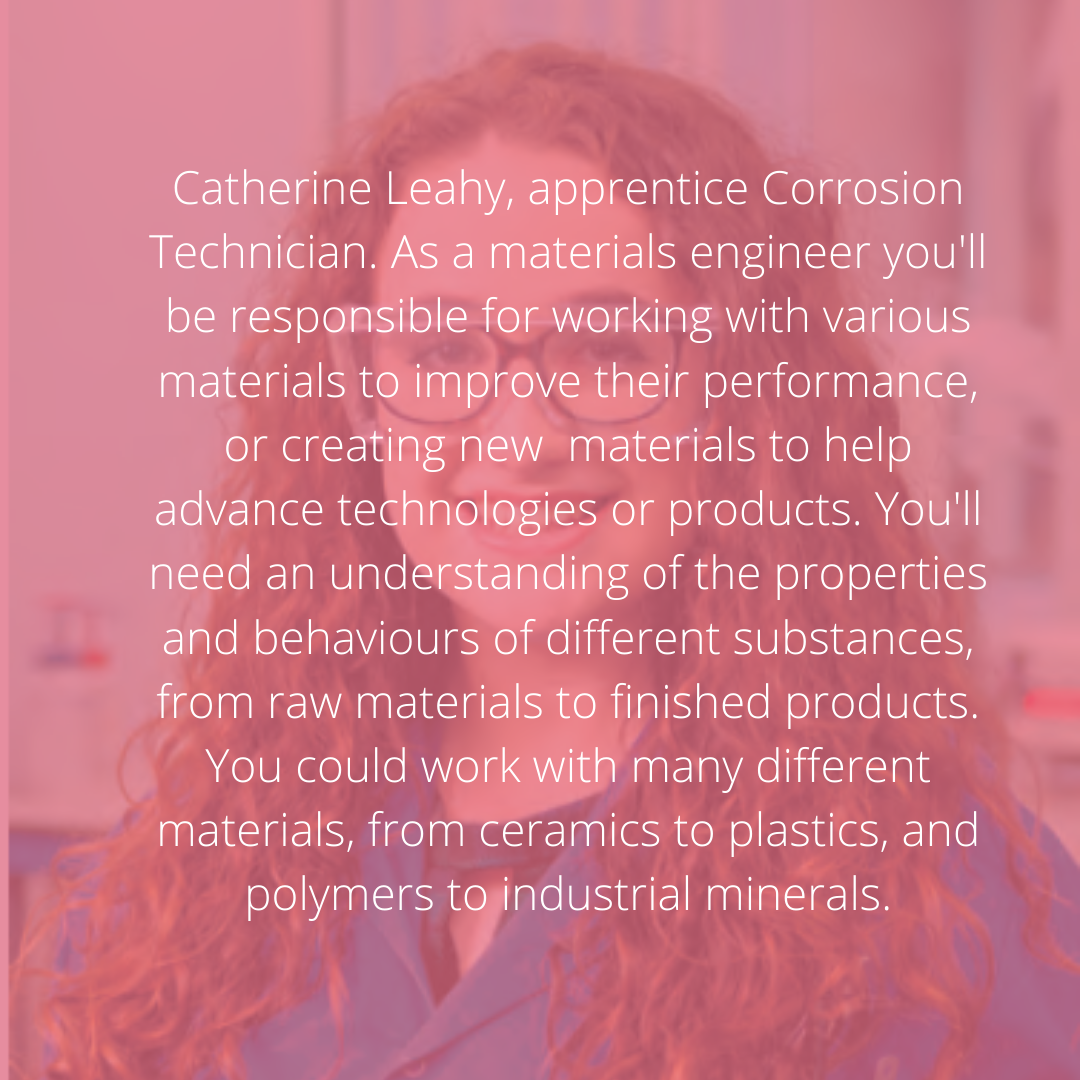 Catherine Leahy, apprentice Corrosion
Technician. As a materials engineer you'll
be responsible for working with various
materials to improve their performance,
or creating new  materials to help
advance technologies or products. You'll
need an understanding of the properties
and behaviours of different substances,
from raw materials to finished products.
You could work with many different
materials, from ceramics to plastics, and
polymers to industrial minerals.